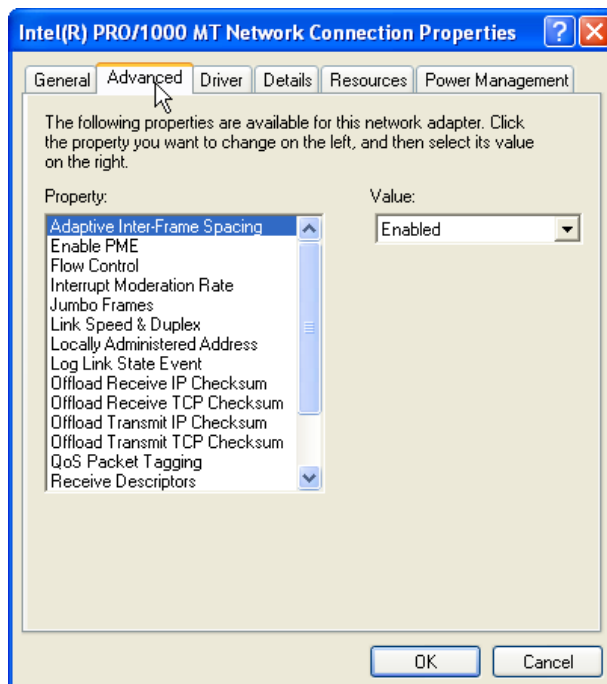 Intel(R) PRO/1000 MT Network Connection Properties
General Advanced Driver Details Resources Power Management
The following properties are available for this network adapter. Click
the property you want to change on the left, and then select its value
on the right.
Property: Value:
Adaptive Inter-Frame Spacing Enabled
Enable PME
Flow Control
Interrupt Moderation Rate
Jumbo Frames
Link Speed & Duplex
Locally Administered Address
Log Link State Event
Offload Receive IP Checksum
Offload Receive TCP Checksum
Offload Transmit IP Checksum
Offload Transmit TCP Checksum
QoS Packet Tagging
Receive Descriptors
OK Cancel